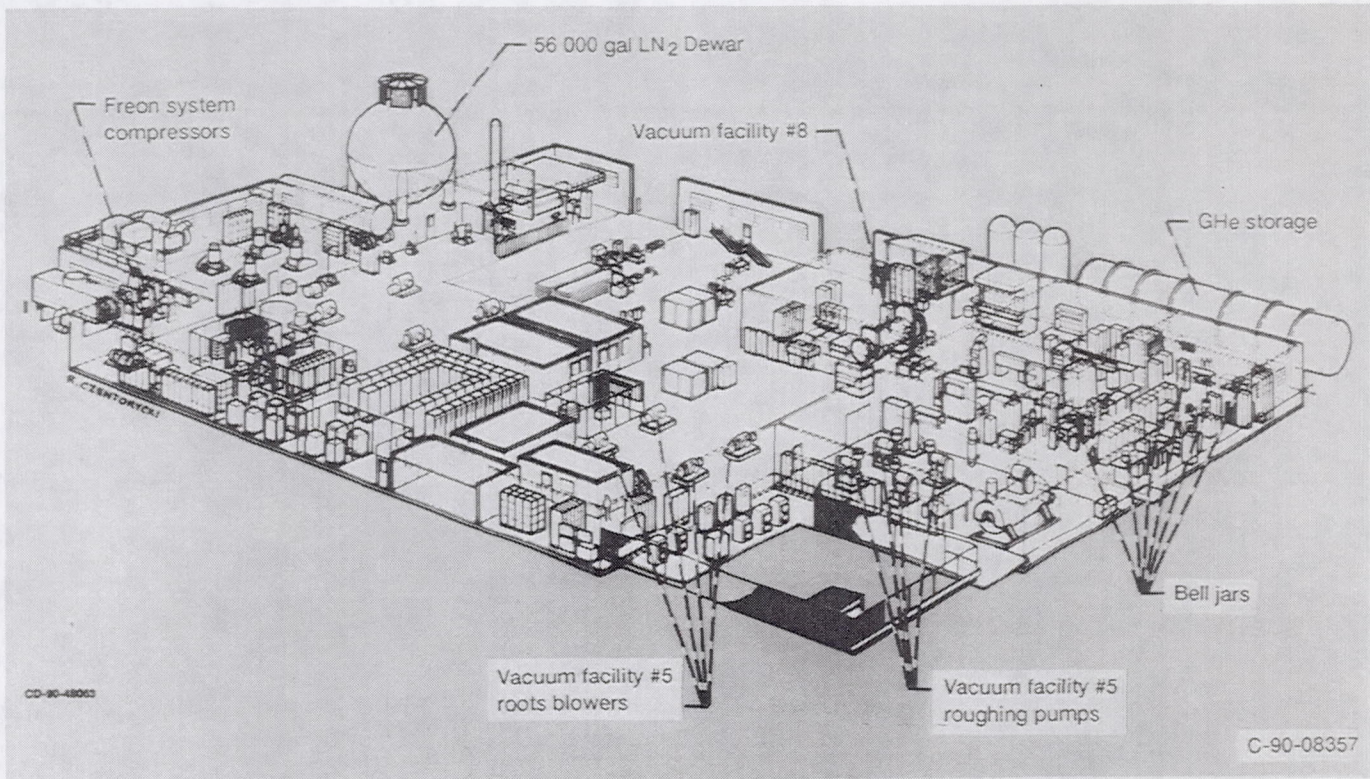 56 000 gal LN₂ Dewar
Freon system
compressors
Vacuum facility #8
GHe storage
R. CZENTORYCKI
Bell jars
Vacuum facility #5
roots blowers
Vacuum facility #5
roughing pumps
CD-90-48063
C-90-08357